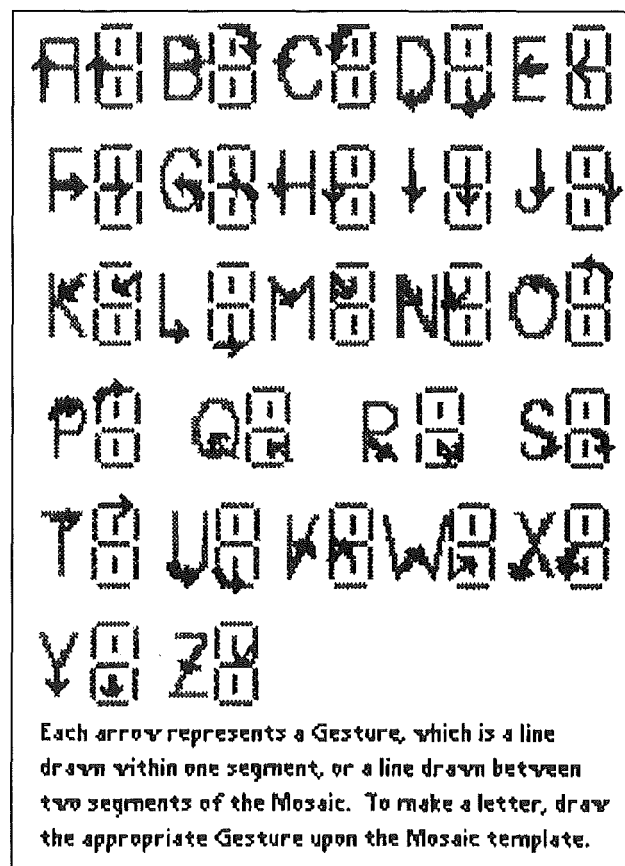 A B C D E
F G H I J
K L M N O
P Q R S
T U V W X
Y Z
Each arrow represents a Gesture, which is a line
drawn within one segment, or a line drawn between
two segments of the Mosaic. To make a letter, draw
the appropriate Gesture upon the Mosaic template.